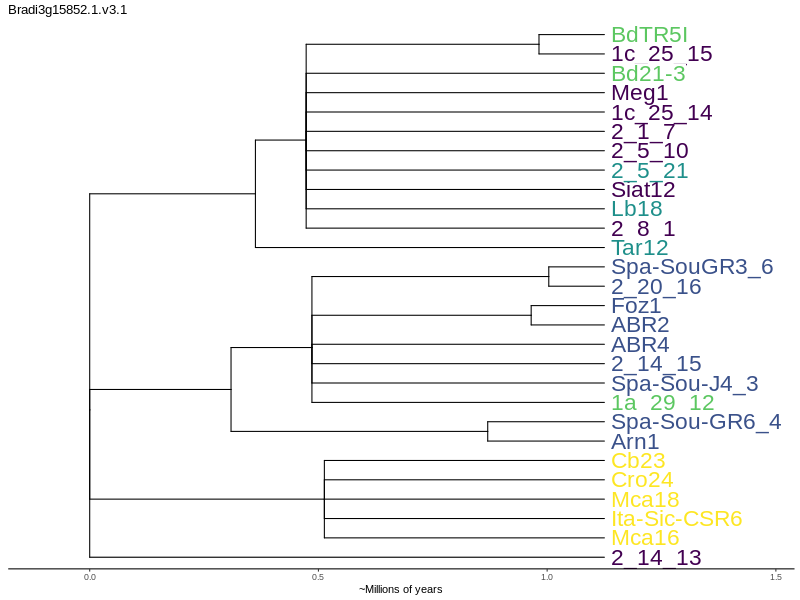 Bradi3g15852.1.v3.1
BdTR5I
1c_25_15
Bd21-3
Meg1
1c_25_14
2_1_7
2_5_10
2_5_21
Siat12
Lb18
2_8_1
Tar12
Spa-SouGR3_6
2_20_16
Foz1
ABR2
ABR4
2_14_15
Spa-Sou-J4_3
1a_29_12
Spa-Sou-GR6_4
Arn1
Cb23
Cro24
Mca18
Ita-Sic-CSR6
Mca16
2_14_13
0.0 0.5 1.0 1.5
~Millions of years